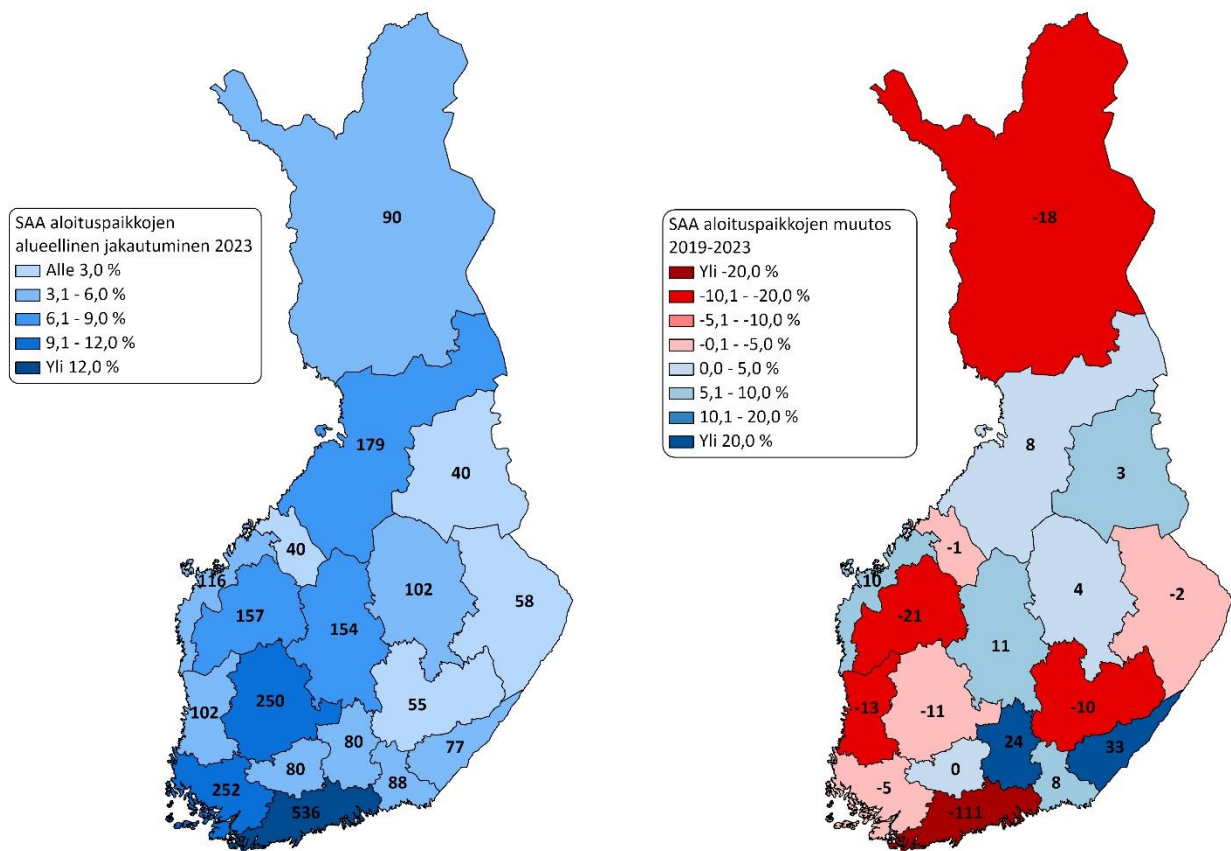 SAA aloituspaikkojen
alueellinen jakautuminen 2023
Alle 3,0 %
3,1 - 6,0 %
6,1 - 9,0 %
9,1 - 12,0 %
Yli 12,0 %
90
179
40
40
116
102
58
157
154
250
55
102
80
77
80
88
252
536
SAA aloituspaikkojen muutos
2019-2023
Yli -20,0 %
-10,1 - -20,0 %
-5,1 - -10,0 %
-0,1 - -5,0 %
0,0 - 5,0 %
5,1 - 10,0 %
10,1 - 20,0 %
Yli 20,0 %
-18
8
3
-1
10
4
-2
-21
11
-13
-11
-10
24
33
0
8
-5
-111